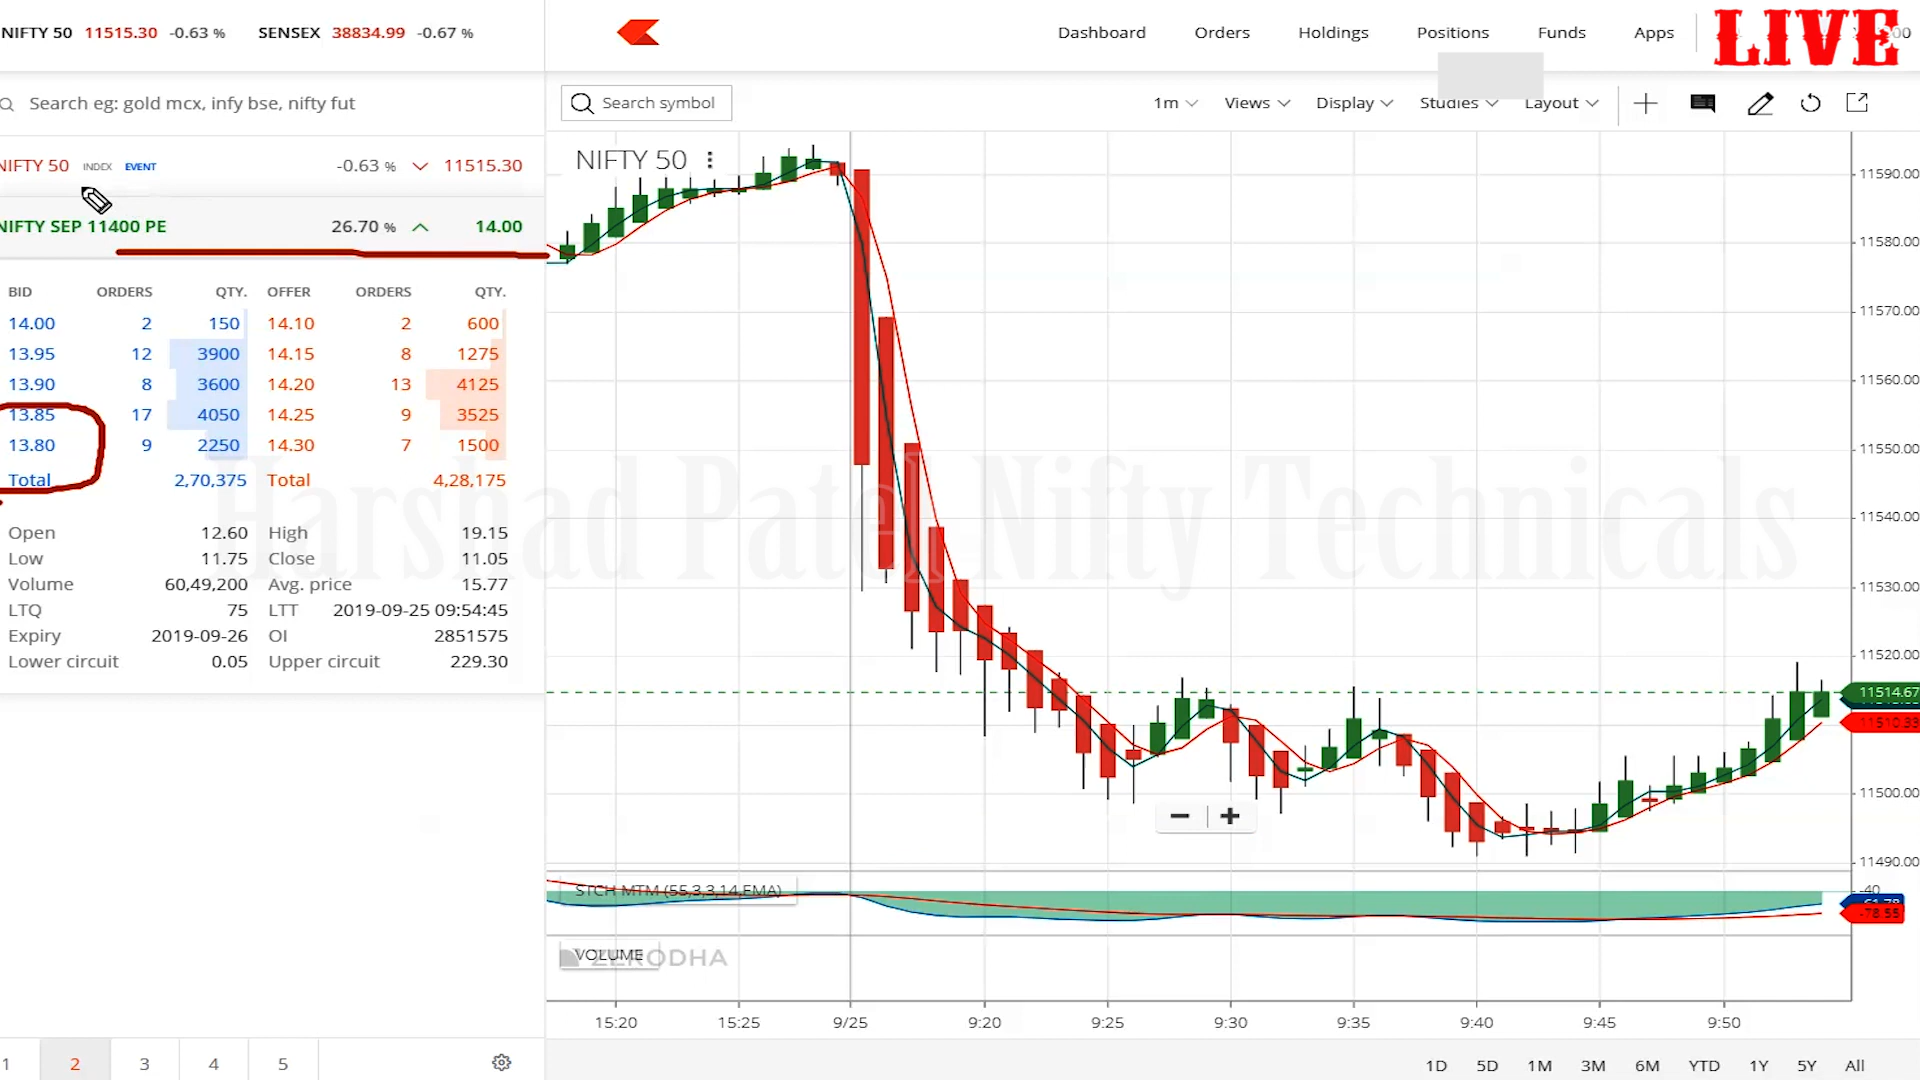 NIFTY 50 11515.30 -0.63 % SENSEX 38834.99 -0.67 %
Dashboard Orders Holdings Positions Funds Apps
LIVE
Search eg: gold mcx, infy bse, nifty fut
Search symbol
1m Views Display Studies Layout
NIFTY 50 INDEX EVENT -0.63 % 11515.30
NIFTY SEP 11400 PE 26.70 % 14.00
BID ORDERS QTY. OFFER ORDERS QTY.
14.00 2 150 14.10 2 600
13.95 12 3900 14.15 8 1275
13.90 8 3600 14.20 13 4125
13.85 17 4050 14.25 9 3525
13.80 9 2250 14.30 7 1500
Total 2,70,375 Total 4,28,175
Open 12.60 High 19.15
Low 11.75 Close 11.05
Volume 60,49,200 Avg. price 15.77
LTQ 75 LTT 2019-09-25 09:54:45
Expiry 2019-09-26 OI 2851575
Lower circuit 0.05 Upper circuit 229.30
1 2 3 4 5
NIFTY 50
Harshad Patel Nifty Technicals
11590.00
11580.00
11570.00
11560.00
11550.00
11540.00
11530.00
11520.00
11514.67
11510.33
11500.00
11490.00
STCH MTM (55,3,3,14,EMA)
-40
-61.78
-78.55
VOLUME
ZERODHA
15:20 15:25 9/25 9:20 9:25 9:30 9:35 9:40 9:45 9:50
1D 5D 1M 3M 6M YTD 1Y 5Y All